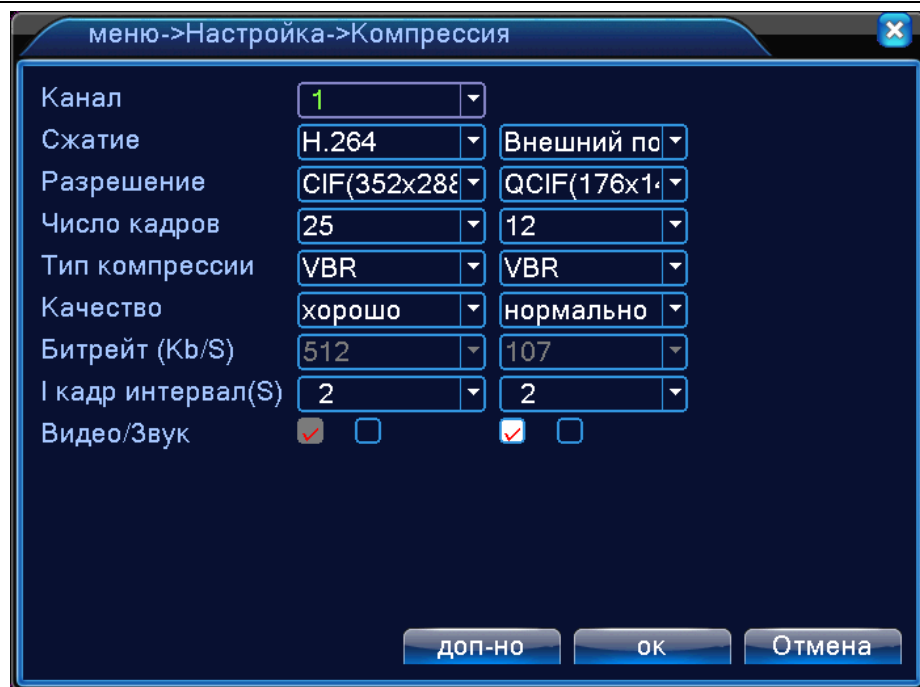 меню->Настройка->Компрессия
Канал 1
Сжатие H.264 Внешний по
Разрешение CIF(352x288 QCIF(176x14
Число кадров 25 12
Тип компрессии VBR VBR
Качество хорошо нормально
Битрейт (Kb/S) 512 107
I кадр интервал(S) 2 2
Видео/Звук
доп-но ок Отмена